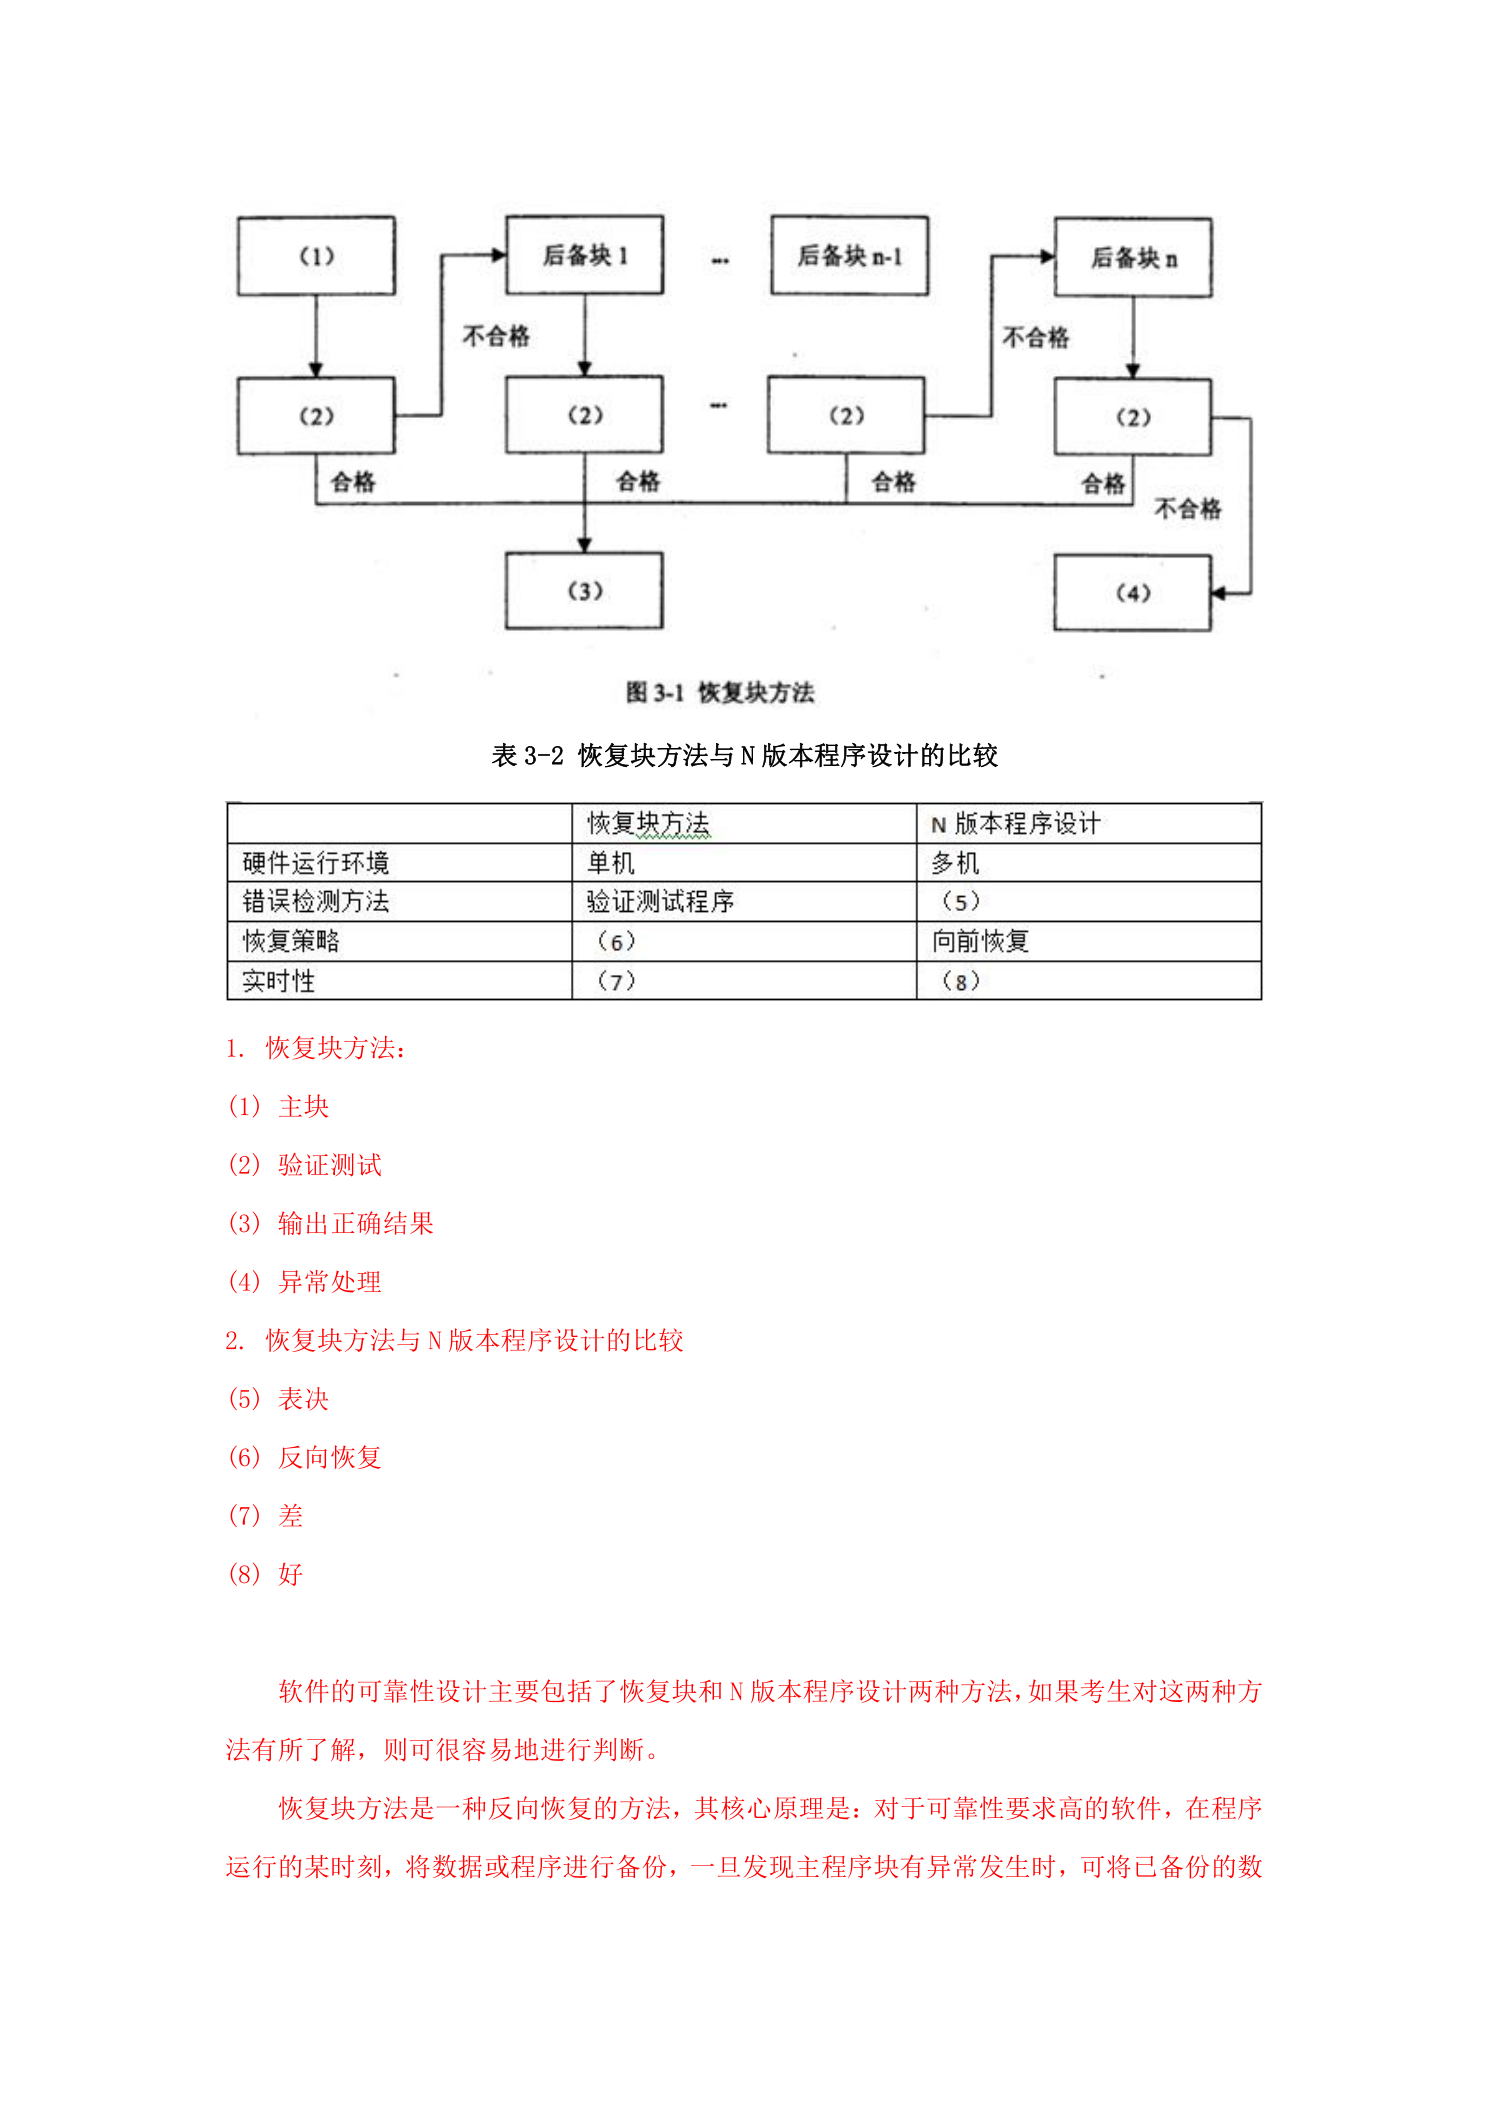 （1） 后备块 1 ... 后备块 n-1 后备块 n
不合格 不合格
（2） （2） ... （2） （2）
合格 合格 合格 合格
不合格
（3） （4）
图 3-1 恢复块方法
表 3-2 恢复块方法与 N 版本程序设计的比较
恢复块方法 N 版本程序设计
硬件运行环境 单机 多机
错误检测方法 验证测试程序 （5）
恢复策略 （6） 向前恢复
实时性 （7） （8）
1. 恢复块方法：
(1) 主块
(2) 验证测试
(3) 输出正确结果
(4) 异常处理
2. 恢复块方法与 N 版本程序设计的比较
(5) 表决
(6) 反向恢复
(7) 差
(8) 好
软件的可靠性设计主要包括了恢复块和 N 版本程序设计两种方法，如果考生对这两种方
法有所了解，则可很容易地进行判断。
恢复块方法是一种反向恢复的方法，其核心原理是：对于可靠性要求高的软件，在程序
运行的某时刻，将数据或程序进行备份，一旦发现主程序块有异常发生时，可将已备份的数